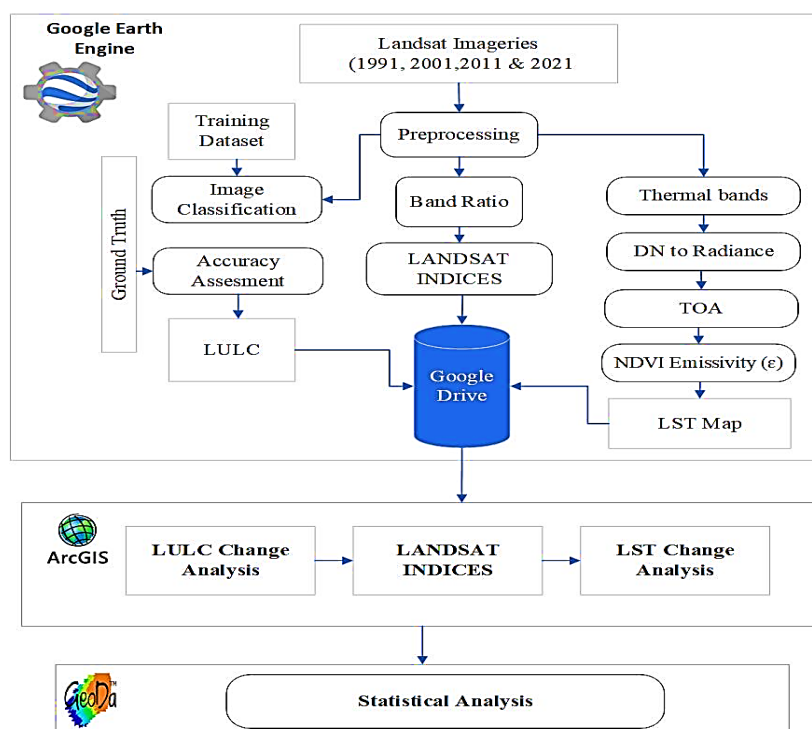 Google Earth
Engine
Landsat Imageries
(1991, 2001,2011 & 2021
Training
Dataset
Preprocessing
Image
Classification
Band Ratio
Thermal bands
Ground Truth
Accuracy
Assesment
LANDSAT
INDICES
DN to Radiance
TOA
LULC
Google
Drive
NDVI Emissivity (ε)
LST Map
ArcGIS
LULC Change
Analysis
LANDSAT
INDICES
LST Change
Analysis
GeoDa™
Statistical Analysis